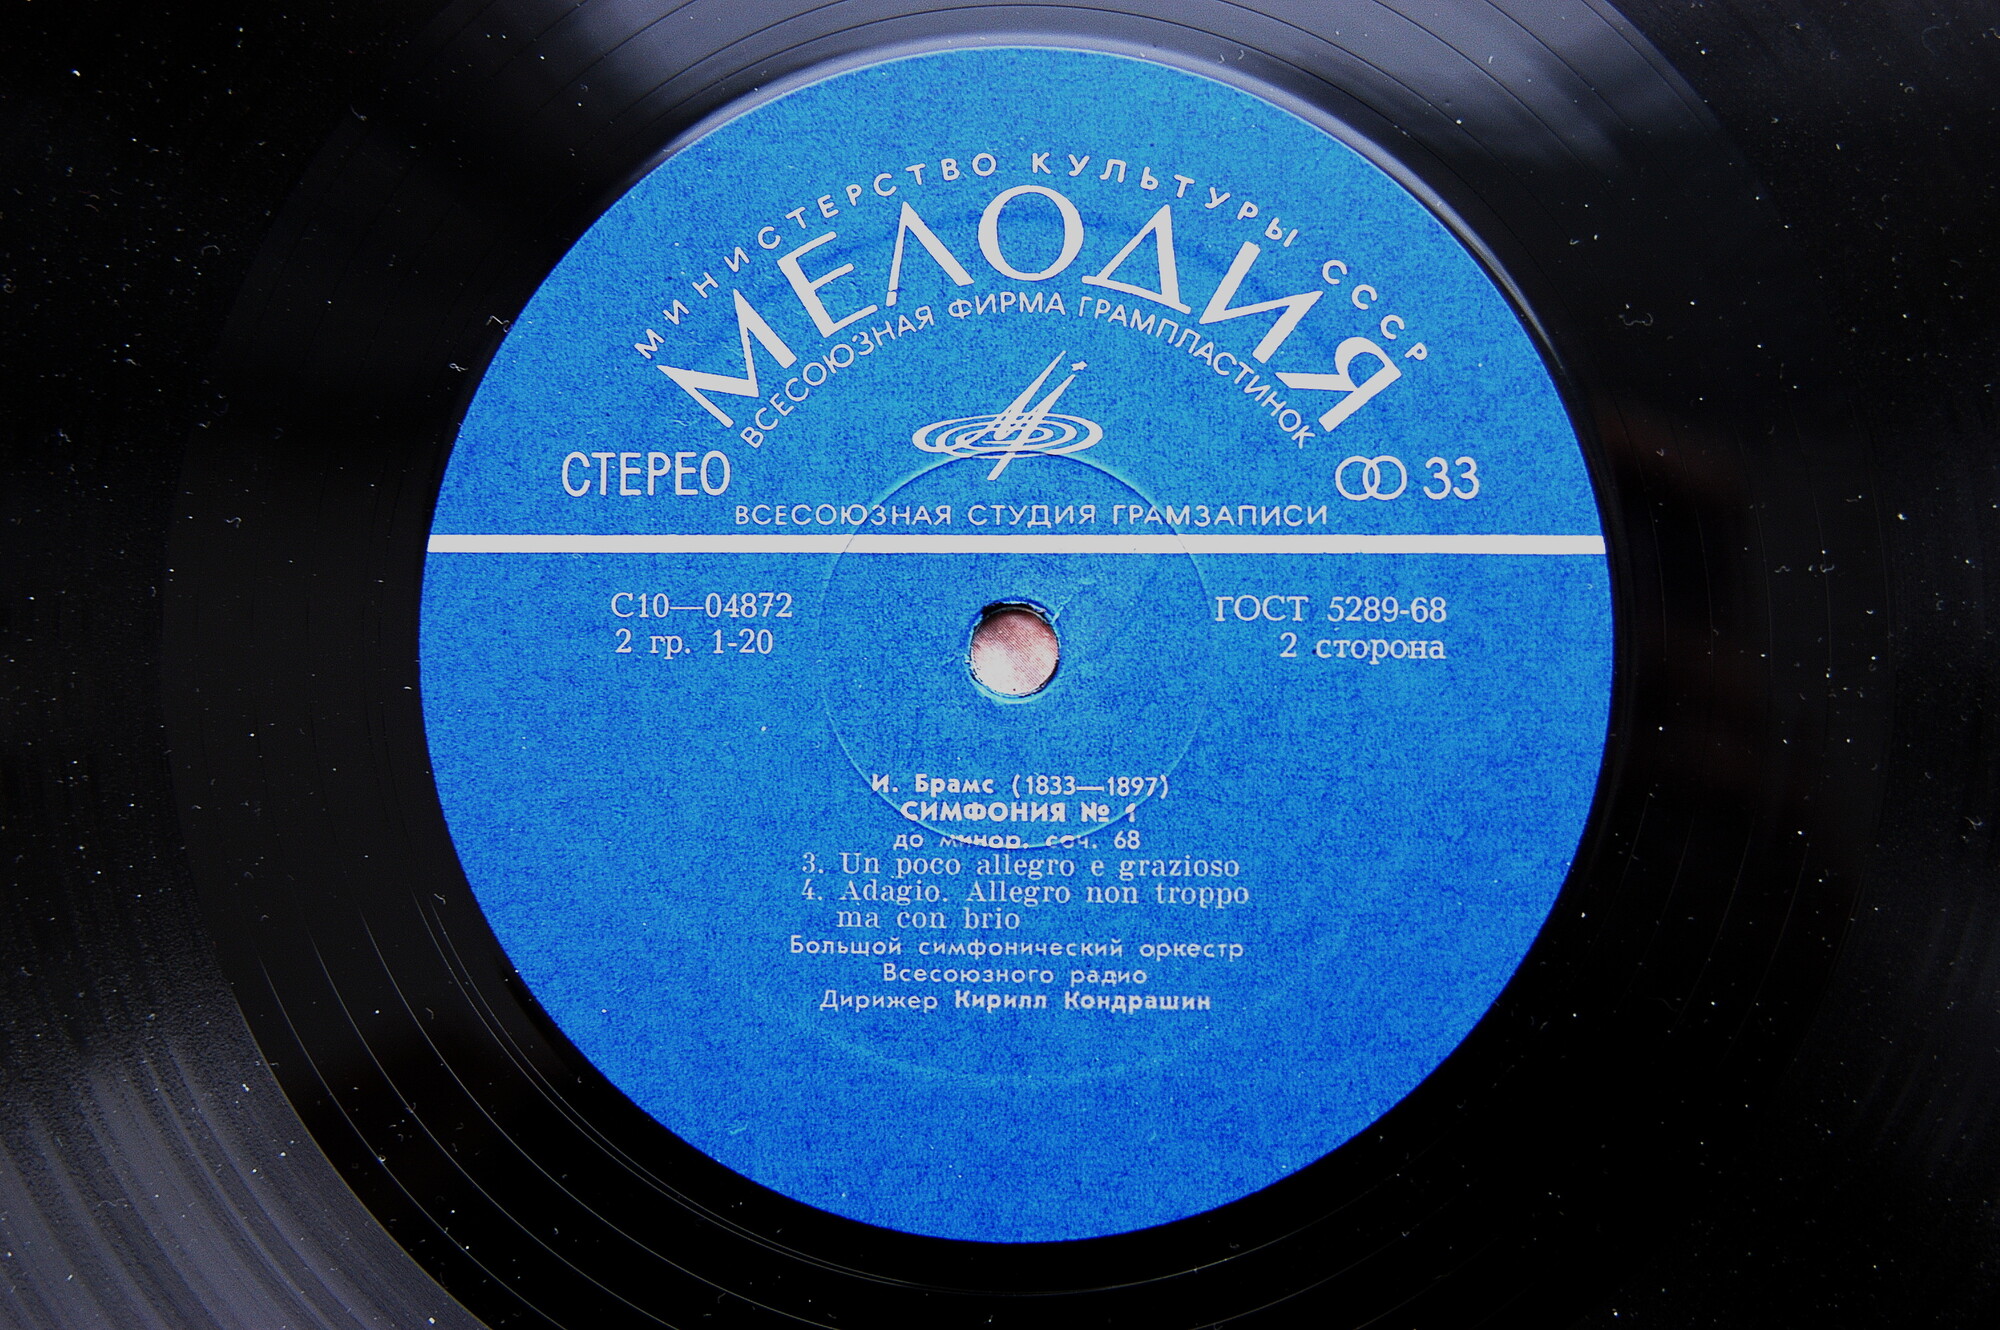 МИНИСТЕРСТВО КУЛЬТУРЫ СССР
МЕЛОДИЯ
ВСЕСОЮЗНАЯ ФИРМА ГРАМПЛАСТИНОК
СТЕРЕО
33
ВСЕСОЮЗНАЯ СТУДИЯ ГРАМЗАПИСИ
С10—04872
2 гр. 1-20
ГОСТ 5289-68
2 сторона
И. Брамс (1833—1897)
СИМФОНИЯ № 1
до минор, соч. 68
3. Un poco allegro e grazioso
4. Adagio. Allegro non troppo
ma con brio
Большой симфонический оркестр
Всесоюзного радио
Дирижер Кирилл Кондрашин